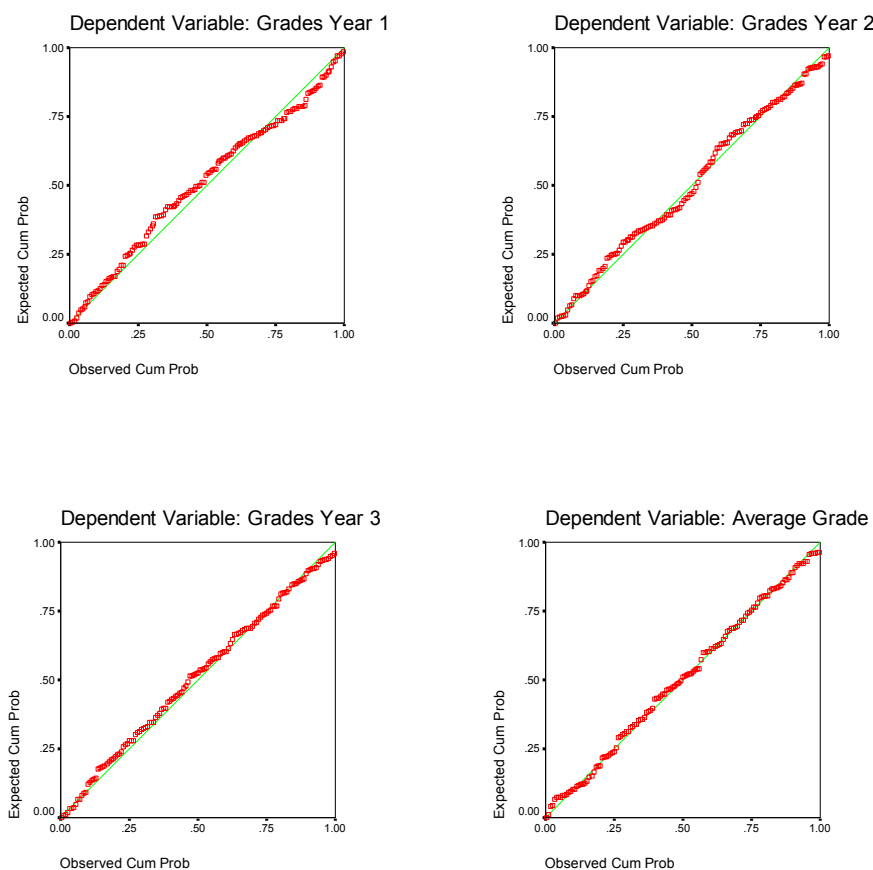 Dependent Variable: Grades Year 1
1.00
.75
.50
.25
0.00
Expected Cum Prob
0.00 .25 .50 .75 1.00
Observed Cum Prob
Dependent Variable: Grades Year 2
1.00
.75
.50
.25
0.00
Expected Cum Prob
0.00 .25 .50 .75 1.00
Observed Cum Prob
Dependent Variable: Grades Year 3
1.00
.75
.50
.25
0.00
Expected Cum Prob
0.00 .25 .50 .75 1.00
Observed Cum Prob
Dependent Variable: Average Grade
1.00
.75
.50
.25
0.00
Expected Cum Prob
0.00 .25 .50 .75 1.00
Observed Cum Prob